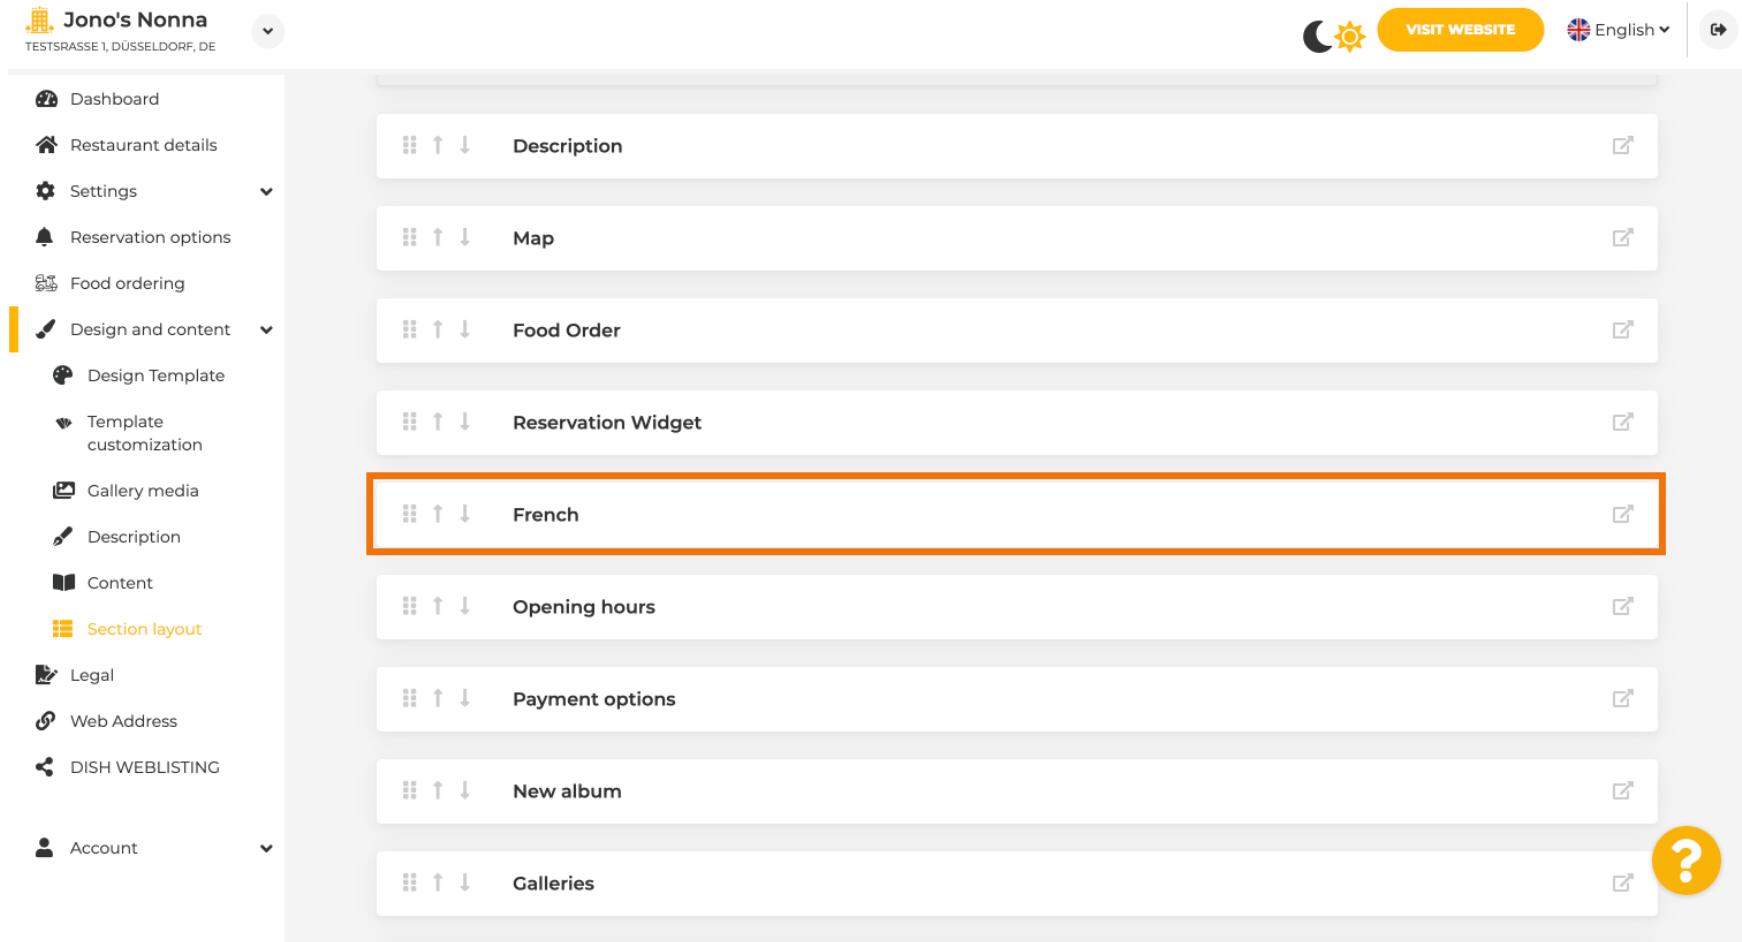 Jono's Nonna
TESTSRASSE 1, DÜSSELDORF, DE
VISIT WEBSITE
English
Dashboard
Restaurant details
Settings
Reservation options
Food ordering
Design and content
Design Template
Template
customization
Gallery media
Description
Content
Section layout
Legal
Web Address
DISH WEBLISTING
Account
Description
Map
Food Order
Reservation Widget
French
Opening hours
Payment options
New album
Galleries
?